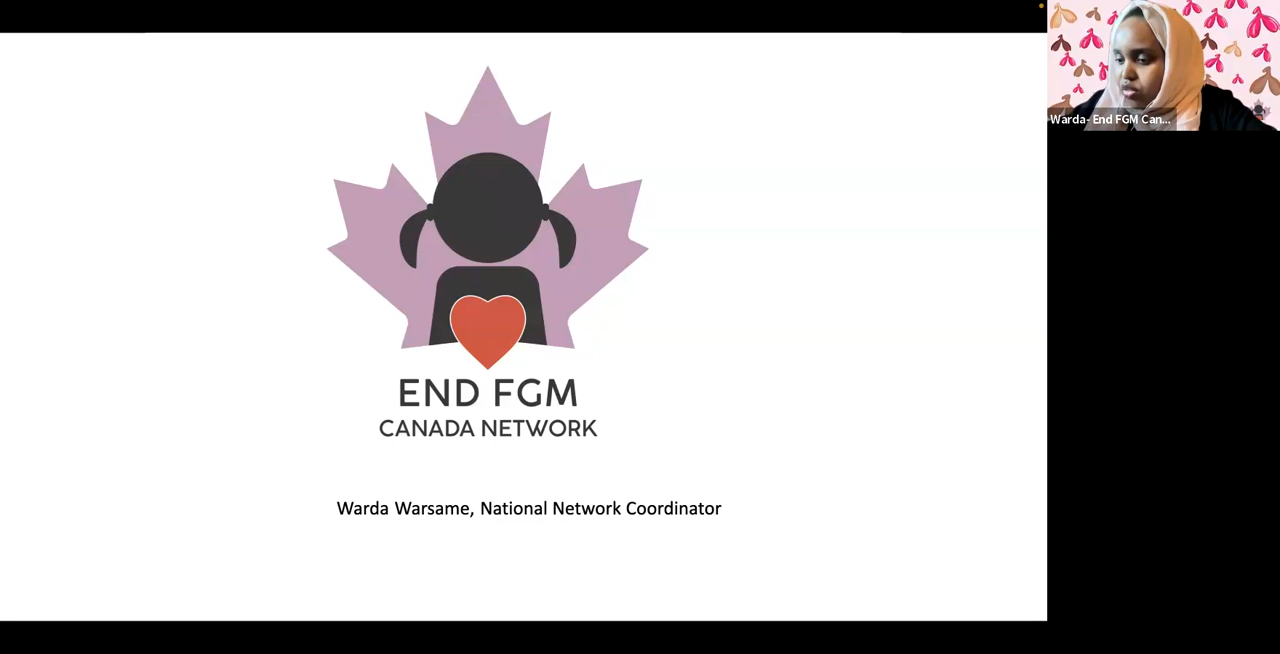 Warda- End FGM Can...
END FGM
CANADA NETWORK
Warda Warsame, National Network Coordinator